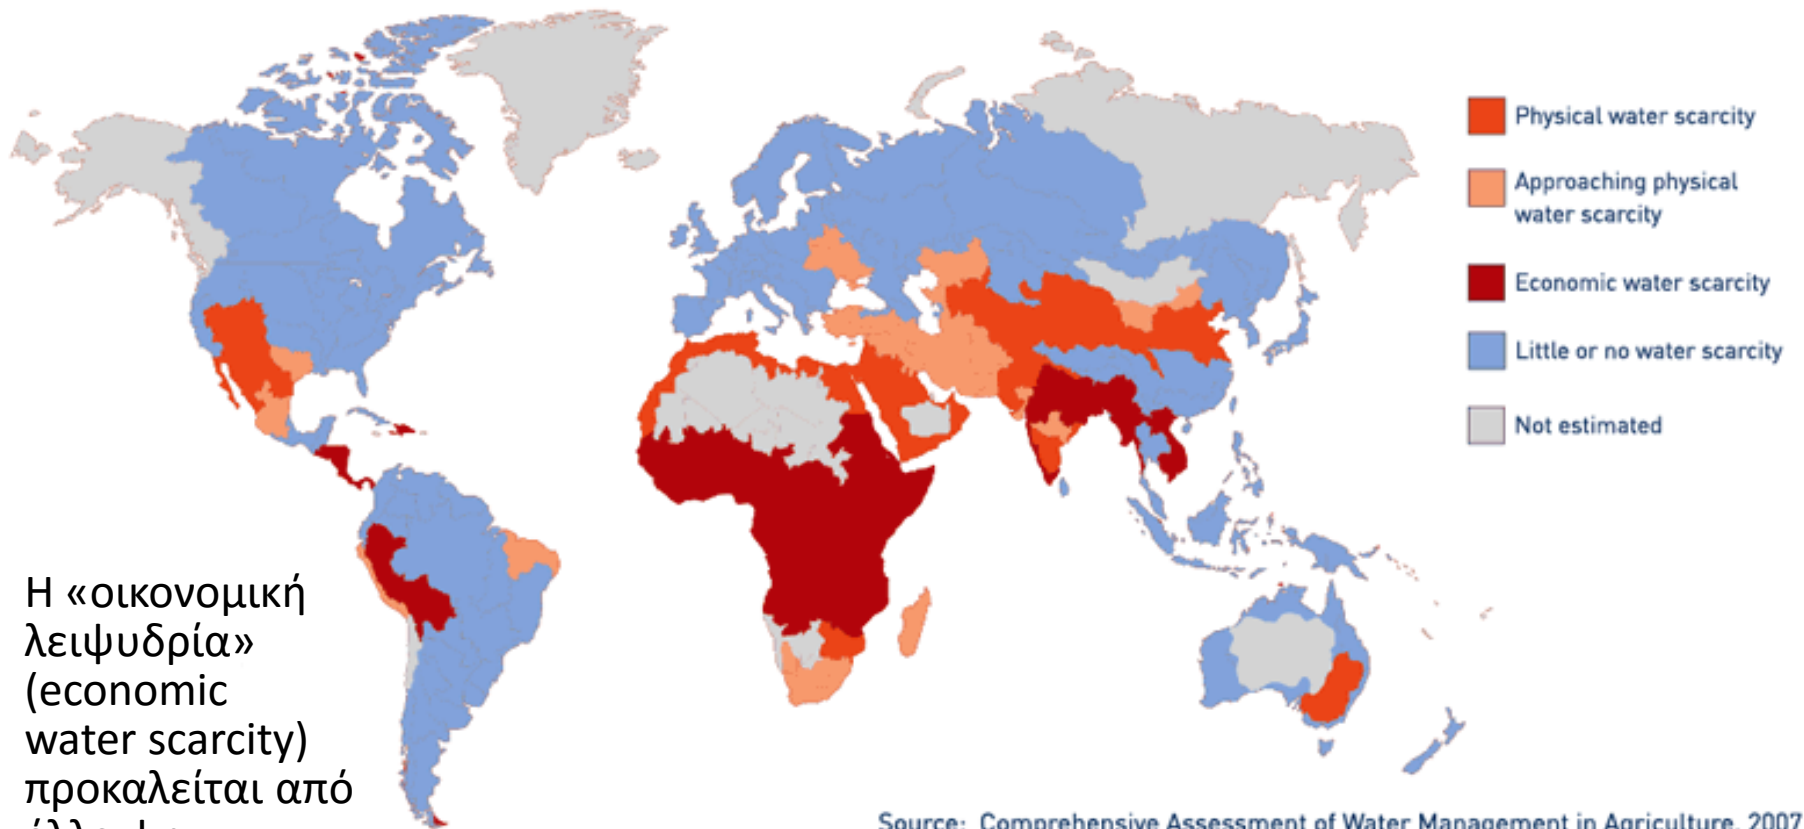 Physical water scarcity
Approaching physical
water scarcity
Economic water scarcity
Little or no water scarcity
Not estimated
Η «οικονομική
λειψυδρία»
(economic
water scarcity)
προκαλείται από
Source: Comprehensive Assessment of Water Management in Agriculture, 2007